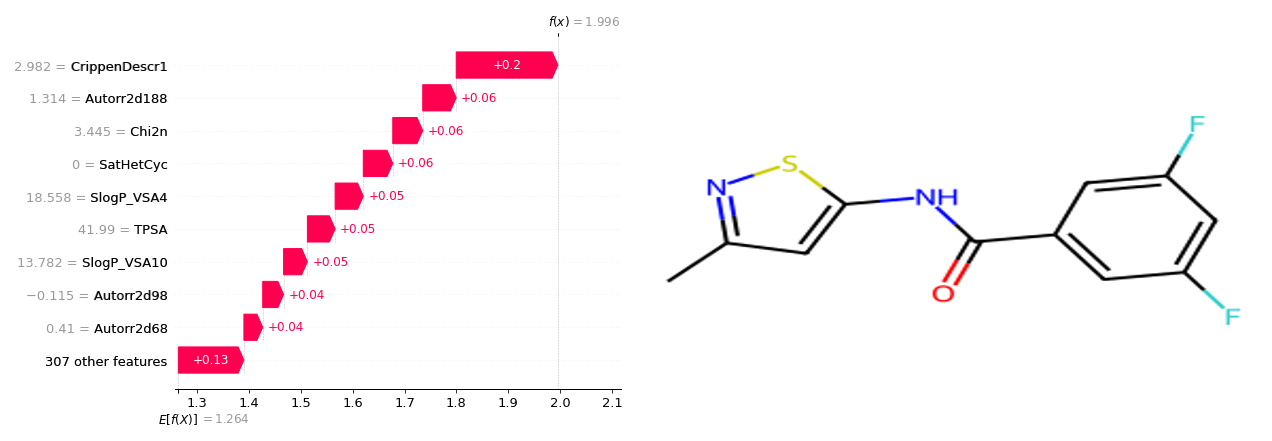 f(x) = 1.996
2.982 = CrippenDescr1 +0.2
1.314 = Autorr2d188 +0.06
3.445 = Chi2n +0.06
0 = SatHetCyc +0.06
18.558 = SlogP_VSA4 +0.05
41.99 = TPSA +0.05
13.782 = SlogP_VSA10 +0.05
−0.115 = Autorr2d98 +0.04
0.41 = Autorr2d68 +0.04
307 other features +0.13
1.3 1.4 1.5 1.6 1.7 1.8 1.9 2.0 2.1
E[f(X)] = 1.264
F
S
N
NH
O
F